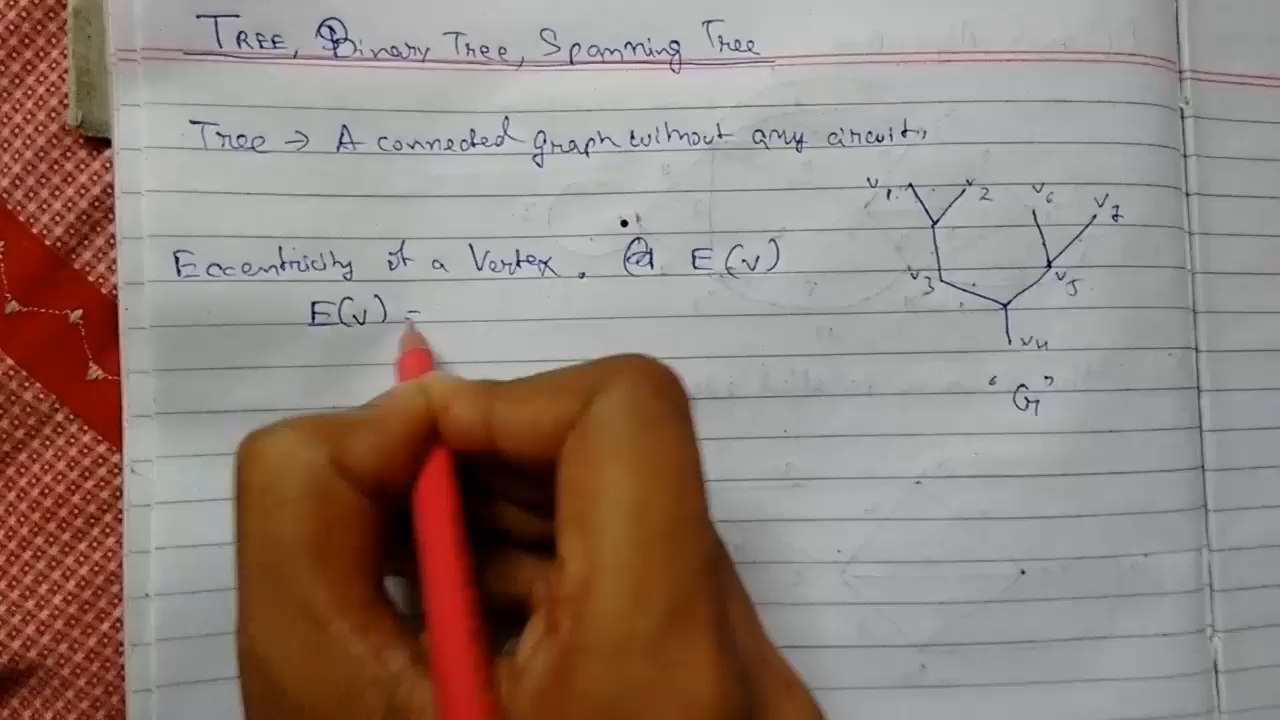 TREE, Binary Tree, Spanning Tree
Tree → A connected graph without any circuit.
v1 v2 v6 v7
Eccentricity of a Vertex. E(v)
v3 v5
E(v) =
v4
"G"